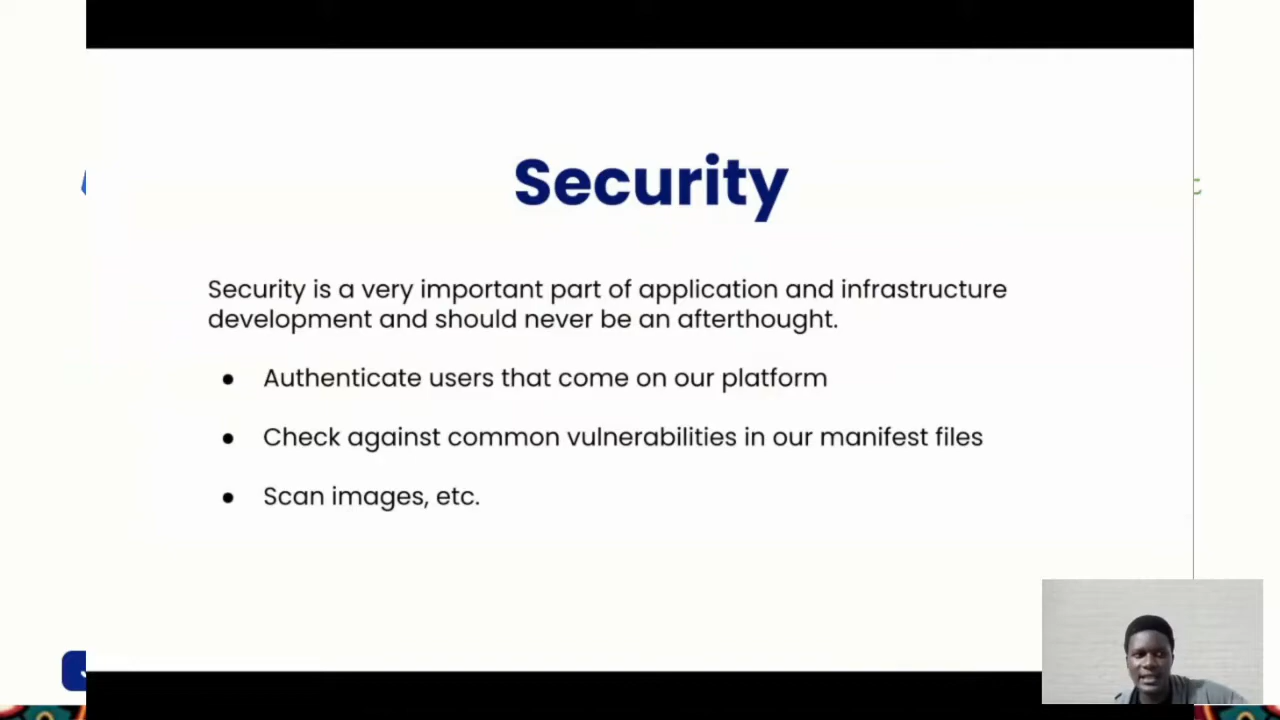 Security
Security is a very important part of application and infrastructure
development and should never be an afterthought.
● Authenticate users that come on our platform
● Check against common vulnerabilities in our manifest files
● Scan images, etc.